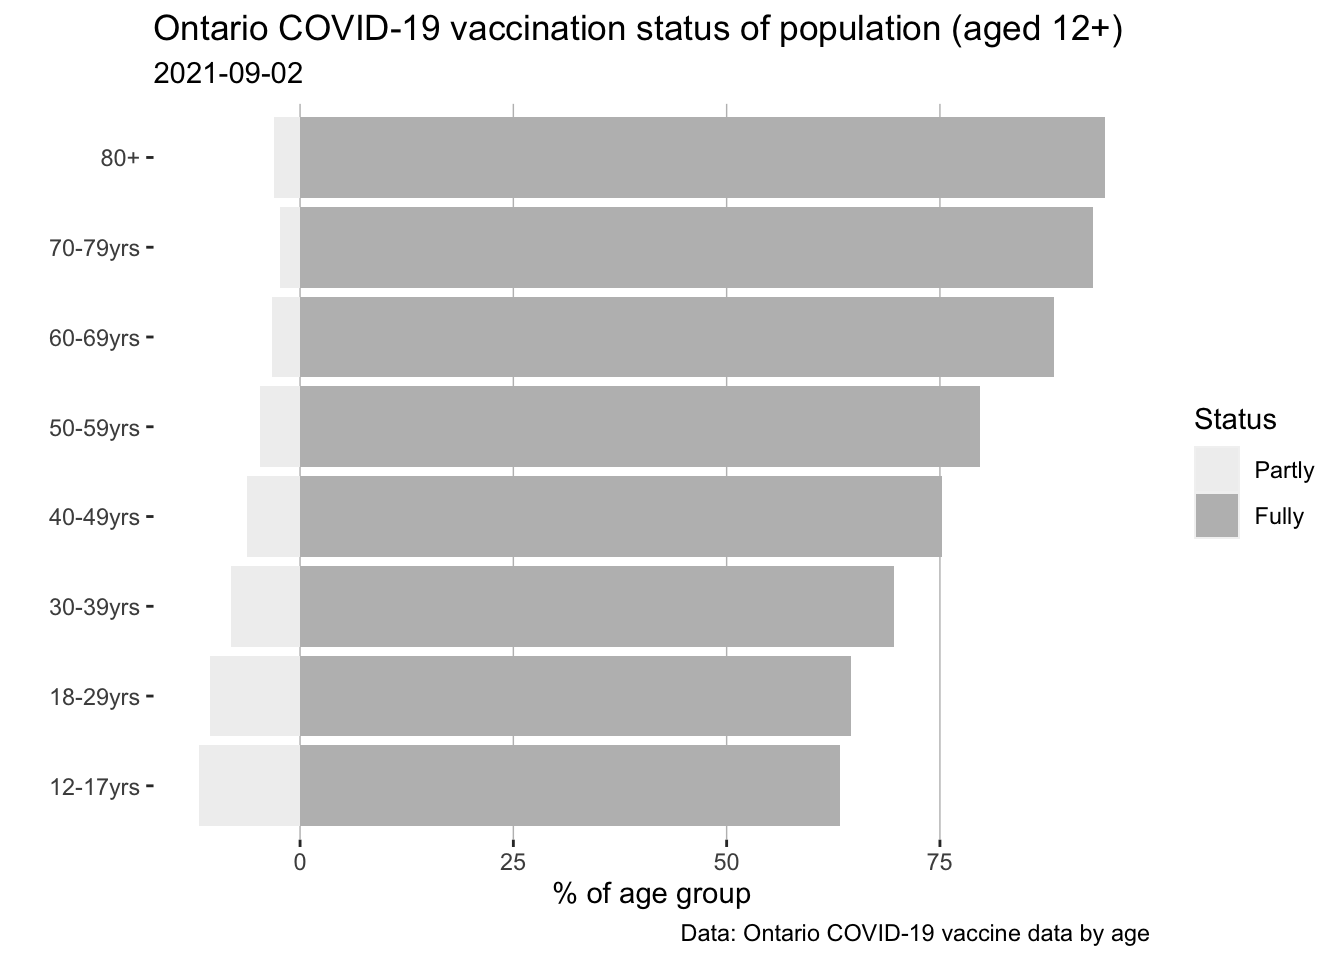 Ontario COVID-19 vaccination status of population (aged 12+)
2021-09-02
80+
70-79yrs
60-69yrs
50-59yrs
40-49yrs
30-39yrs
18-29yrs
12-17yrs
0 25 50 75
% of age group
Status
Partly
Fully
Data: Ontario COVID-19 vaccine data by age